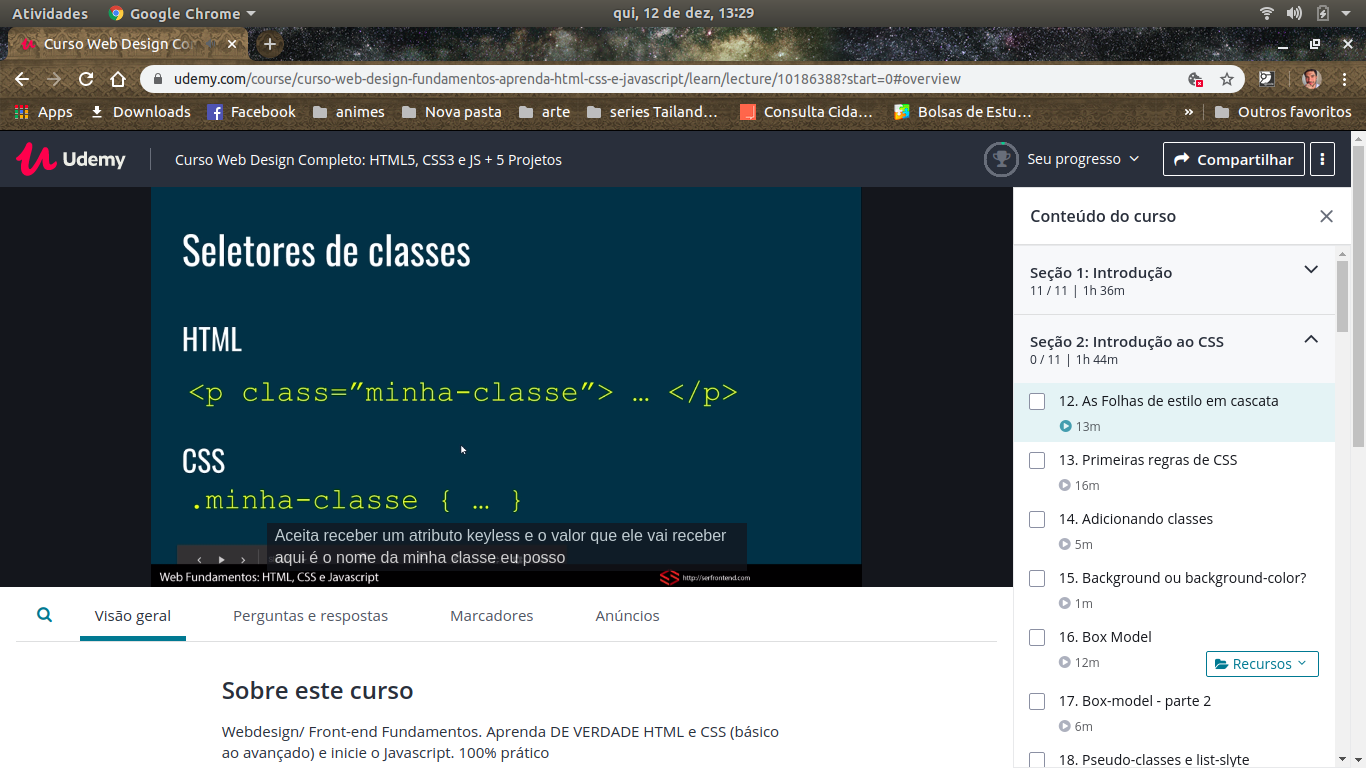 Atividades Google Chrome qui, 12 de dez, 13:29
Curso Web Design Co
udemy.com/course/curso-web-design-fundamentos-aprenda-html-css-e-javascript/learn/lecture/10186388?start=0#overview
Apps Downloads Facebook animes Nova pasta arte series Tailand… Consulta Cida… Bolsas de Estu… » Outros favoritos
Udemy Curso Web Design Completo: HTML5, CSS3 e JS + 5 Projetos Seu progresso Compartilhar
Seletores de classes
HTML
<p class=”minha-classe”> … </p>
CSS
.minha-classe { … }
Aceita receber um atributo keyless e o valor que ele vai receber
aqui é o nome da minha classe eu posso
Web Fundamentos: HTML, CSS e Javascript http://serfrontend.com
Conteúdo do curso
Seção 1: Introdução
11 / 11 | 1h 36m
Seção 2: Introdução ao CSS
0 / 11 | 1h 44m
12. As Folhas de estilo em cascata
13m
13. Primeiras regras de CSS
16m
14. Adicionando classes
5m
15. Background ou background-color?
1m
16. Box Model
12m
Recursos
17. Box-model - parte 2
6m
18. Pseudo-classes e list-slyte
Visão geral Perguntas e respostas Marcadores Anúncios
Sobre este curso
Webdesign/ Front-end Fundamentos. Aprenda DE VERDADE HTML e CSS (básico
ao avançado) e inicie o Javascript. 100% prático